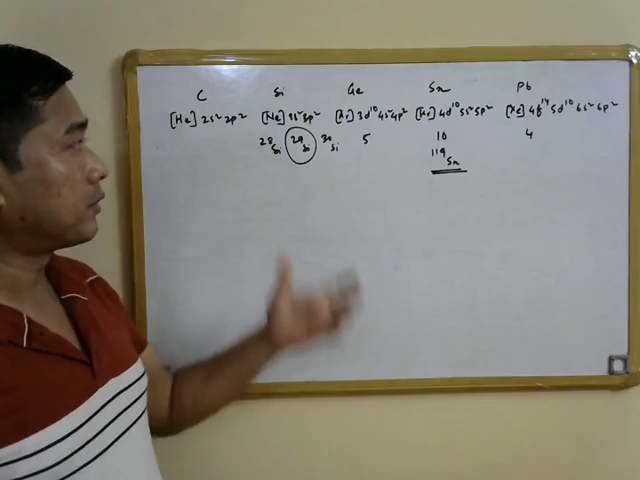 C Si Ge Sn Pb
[He] 2s² 2p² [Ne] 3s² 3p² [Ar] 3d¹⁰ 4s² 4p² [Kr] 4d¹⁰ 5s² 5p² [Xe] 4f¹⁴ 5d¹⁰ 6s² 6p²
28Si 29Si 30Si 5 10 4
119Sn